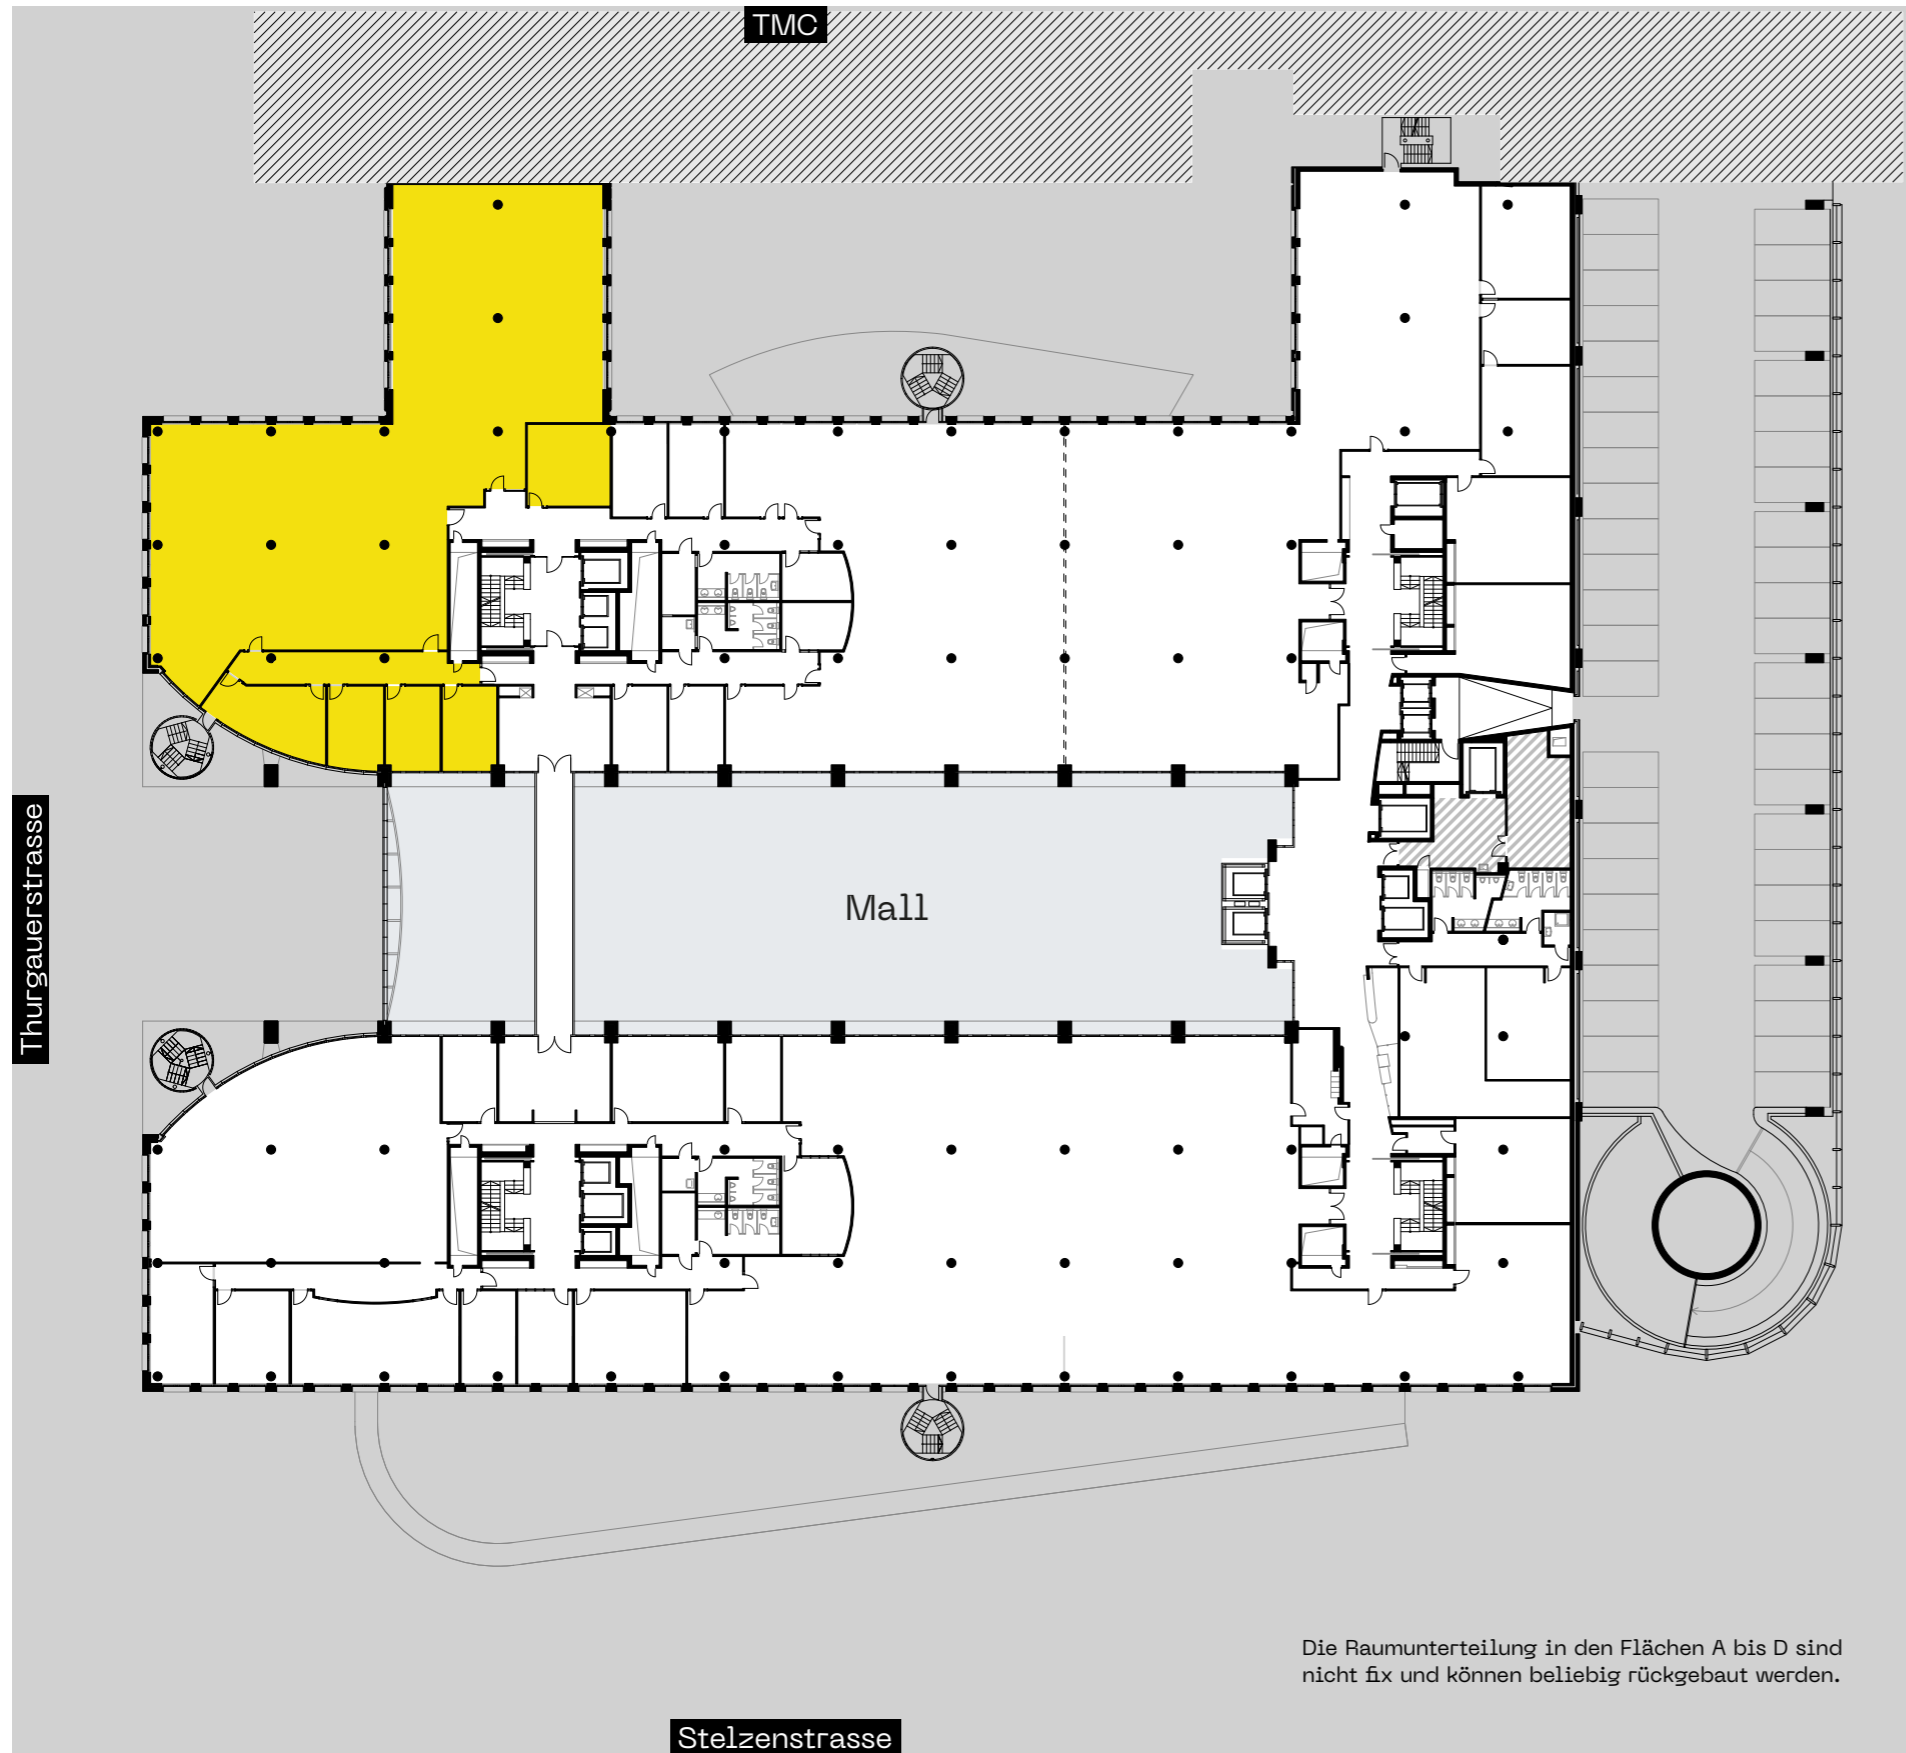 TMC
Thurgauerstrasse
Mall
Die Raumunterteilung in den Flächen A bis D sind
nicht fix und können beliebig rückgebaut werden.
Stelzenstrasse